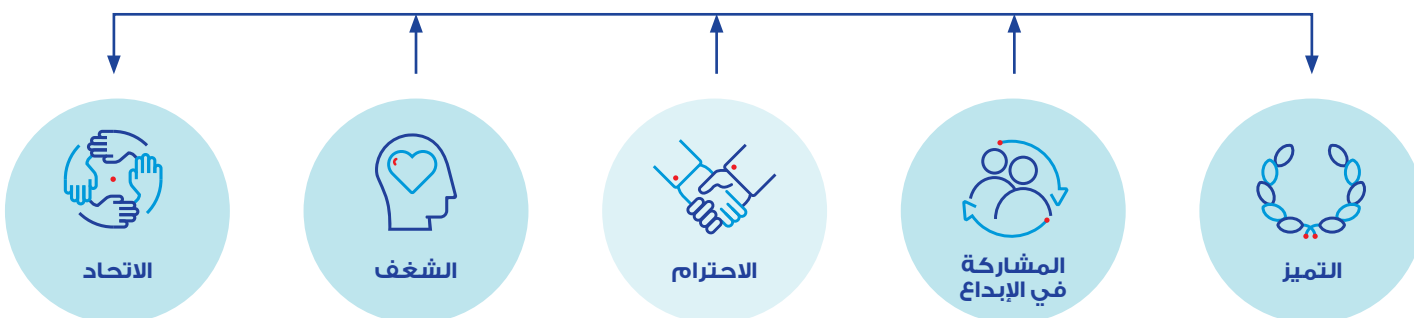 التميز
المشاركة
في الإبداع
الاحترام
الشغف
الاتحاد